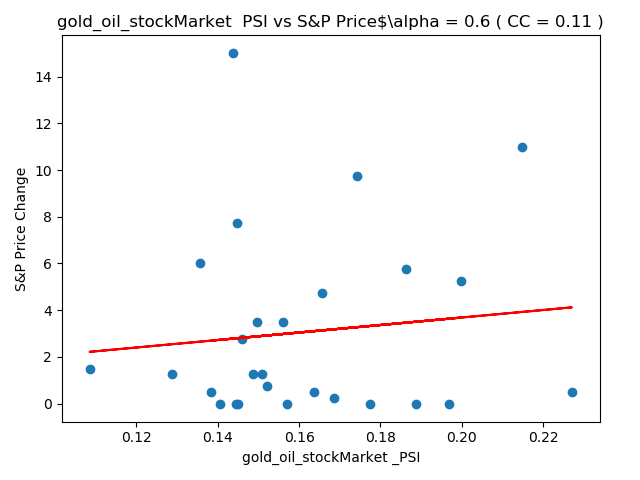 gold_oil_stockMarket  PSI vs S&P Price$\alpha = 0.6 ( CC = 0.11 )
14
12
10
8
6
4
2
0
S&P Price Change
0.12 0.14 0.16 0.18 0.20 0.22
gold_oil_stockMarket _PSI